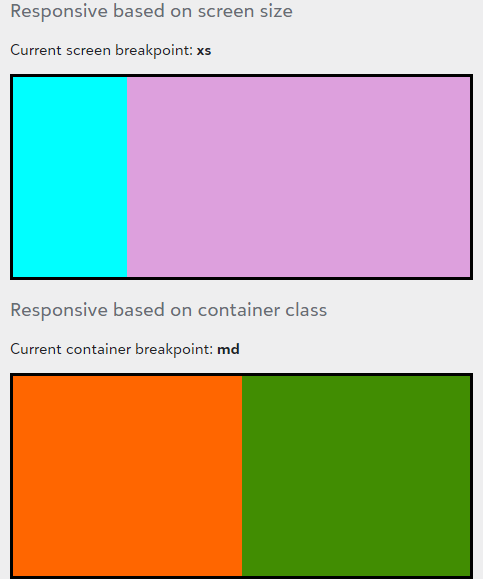 Responsive based on screen size
Current screen breakpoint: xs
Responsive based on container class
Current container breakpoint: md